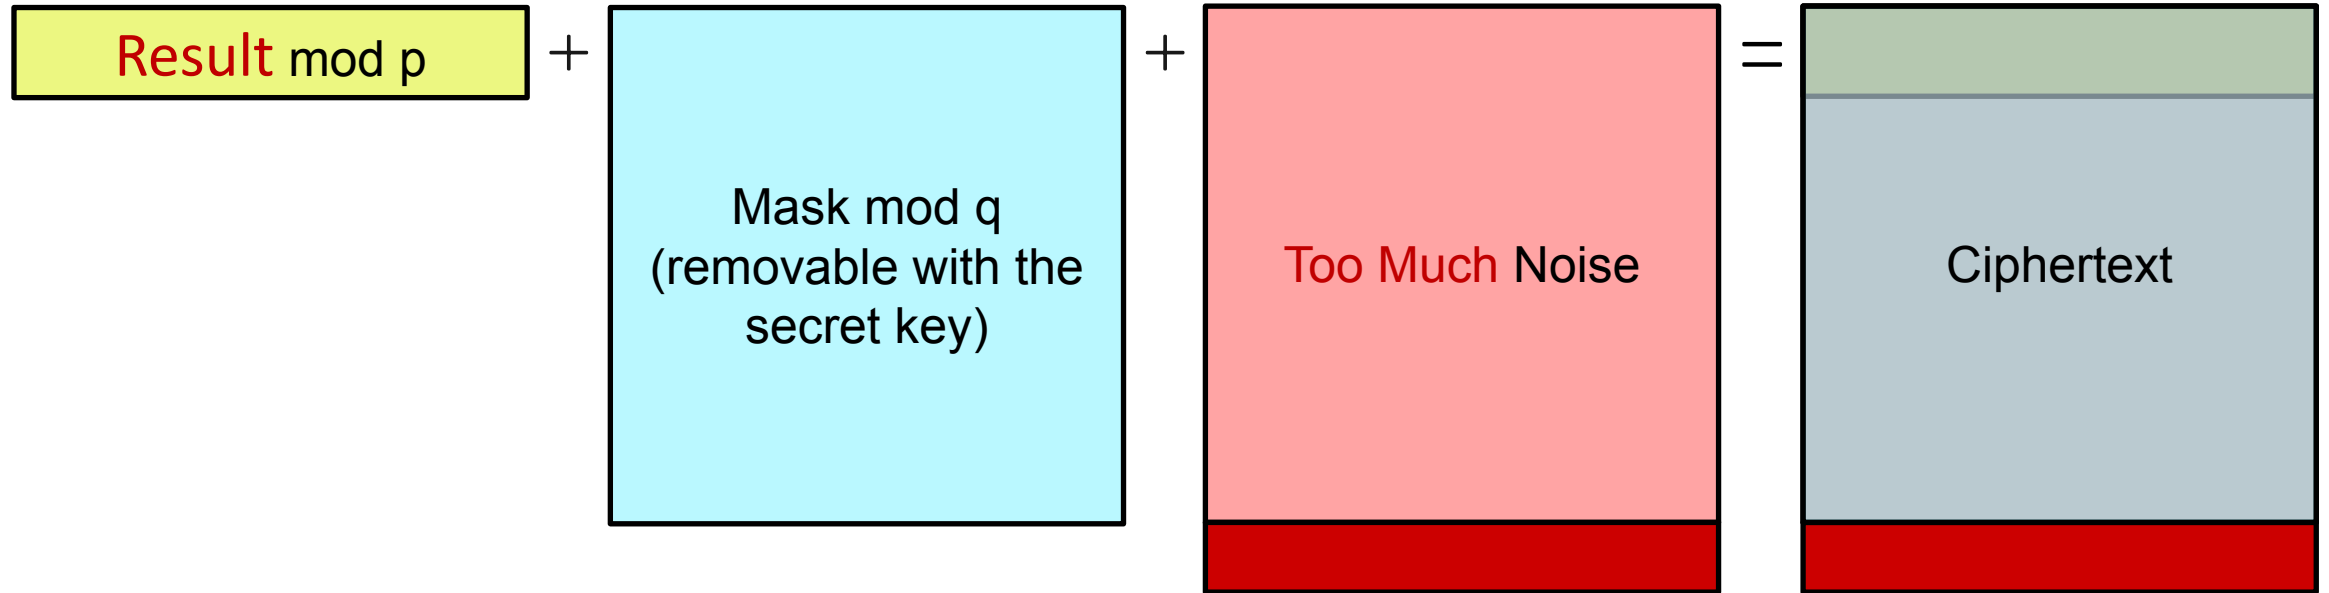 Result mod p
+
Mask mod q
(removable with the
secret key)
+
Too Much Noise
=
Ciphertext